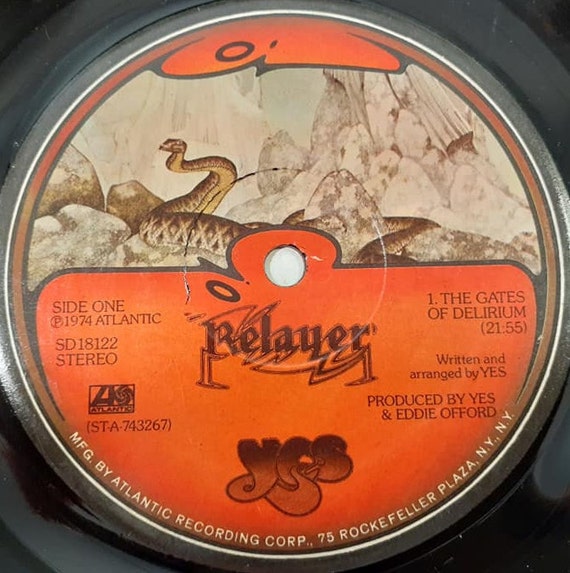 SIDE ONE
℗1974 ATLANTIC
SD 18122
STEREO
ATLANTIC
(ST-A-743267)
Relayer
1. THE GATES
OF DELIRIUM
(21:55)
Written and
arranged by YES
PRODUCED BY YES
& EDDIE OFFORD
YES
MFG. BY ATLANTIC RECORDING CORP., 75 ROCKEFELLER PLAZA, N.Y., N.Y.